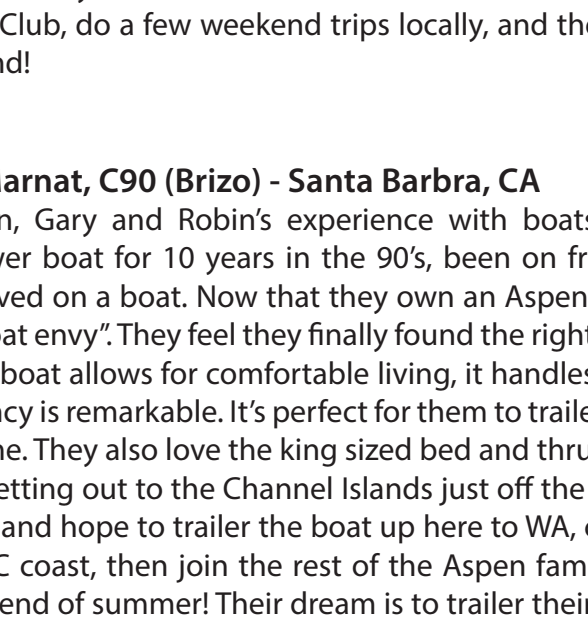 Club, do a few weekend trips locally, and the
nd!
Marnat, C90 (Brizo) - Santa Barbra, CA
n, Gary and Robin's experience with boats
wer boat for 10 years in the 90's, been on fr
ved on a boat. Now that they own an Aspen
oat envy". They feel they finally found the right
boat allows for comfortable living, it handles
ncy is remarkable. It's perfect for them to traile
me. They also love the king sized bed and thru
etting out to the Channel Islands just off the
and hope to trailer the boat up here to WA, c
C coast, then join the rest of the Aspen fam
end of summer! Their dream is to trailer their